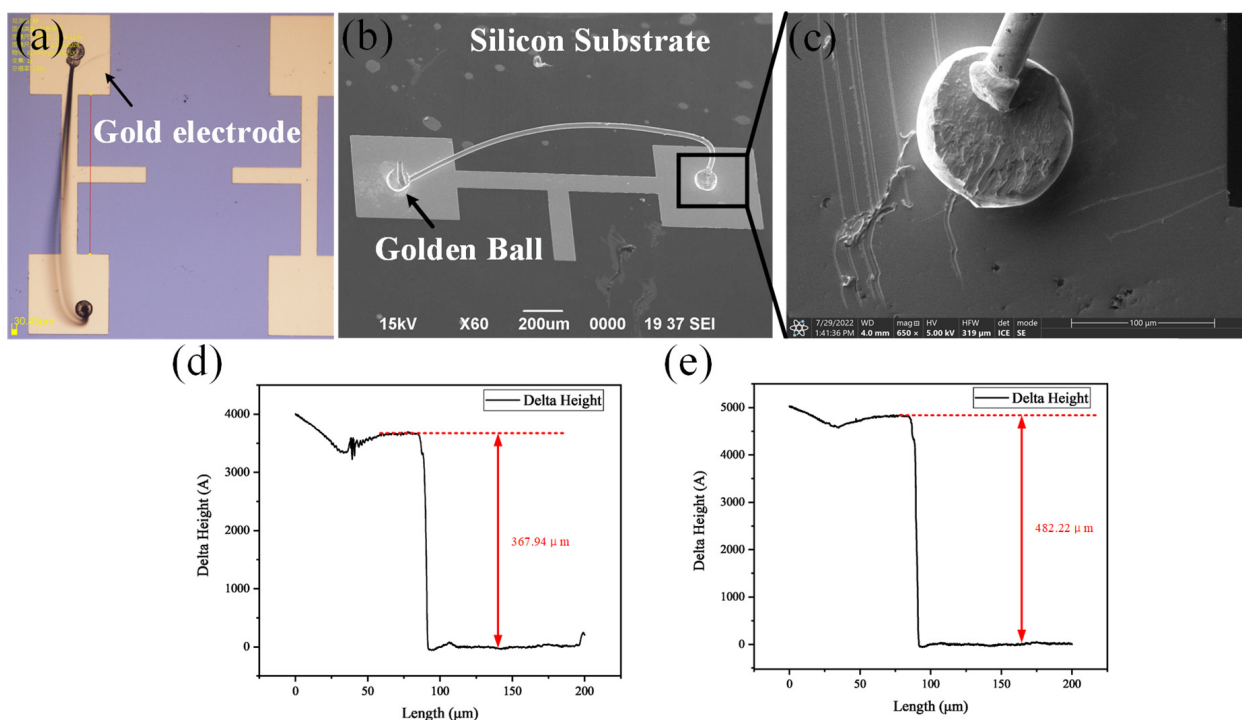 (a)
Gold electrode
(b)
Silicon Substrate
Golden Ball
15kV X60 200um 0000 19 37 SEI
(c)
7/29/2022 WD mag HV HFW det mode
1:41:36 PM 4.0 mm 650 × 5.00 kV 319 µm ICE SE
100 µm
(d)
Delta Height
4000
3000
2000
1000
0
Delta Height (A)
367.94 µm
0 50 100 150 200
Length (µm)
(e)
Delta Height
5000
4000
3000
2000
1000
0
Delta Height (A)
482.22 µm
0 50 100 150 200
Length (µm)